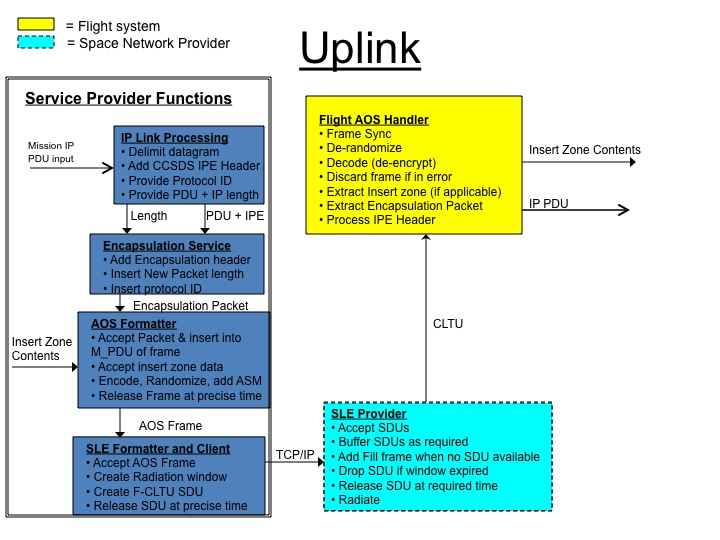 = Flight system
= Space Network Provider
Uplink
Service Provider Functions
Mission IP
PDU input
IP Link Processing
• Delimit datagram
• Add CCSDS IPE Header
• Provide Protocol ID
• Provide PDU + IP length
Length
PDU + IPE
Encapsulation Service
• Add Encapsulation header
• Insert New Packet length
• Insert protocol ID
Encapsulation Packet
Insert Zone
Contents
AOS Formatter
• Accept Packet & insert into
M_PDU of frame
• Accept insert zone data
• Encode, Randomize, add ASM
• Release Frame at precise time
AOS Frame
SLE Formatter and Client
• Accept AOS Frame
• Create Radiation window
• Create F-CLTU SDU
• Release SDU at precise time
TCP/IP
SLE Provider
• Accept SDUs
• Buffer SDUs as required
• Add Fill frame when no SDU available
• Drop SDU if window expired
• Release SDU at required time
• Radiate
CLTU
Flight AOS Handler
• Frame Sync
• De-randomize
• Decode (de-encrypt)
• Discard frame if in error
• Extract Insert zone (if applicable)
• Extract Encapsulation Packet
• Process IPE Header
Insert Zone Contents
IP PDU